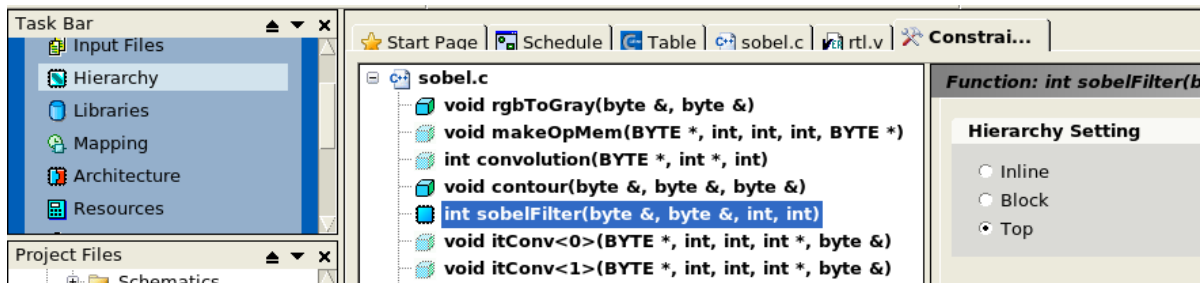 Task Bar
Input Files
Hierarchy
Libraries
Mapping
Architecture
Resources
Project Files
Schematics
Start Page
Schedule
Table
sobel.c
rtl.v
Constrai...
sobel.c
void rgbToGray(byte &, byte &)
void makeOpMem(BYTE *, int, int, int, BYTE *)
int convolution(BYTE *, int *, int)
void contour(byte &, byte &, byte &)
int sobelFilter(byte &, byte &, int, int)
void itConv<0>(BYTE *, int, int, int *, byte &)
void itConv<1>(BYTE *, int, int, int *, byte &)
Function: int sobelFilter(b
Hierarchy Setting
Inline
Block
Top